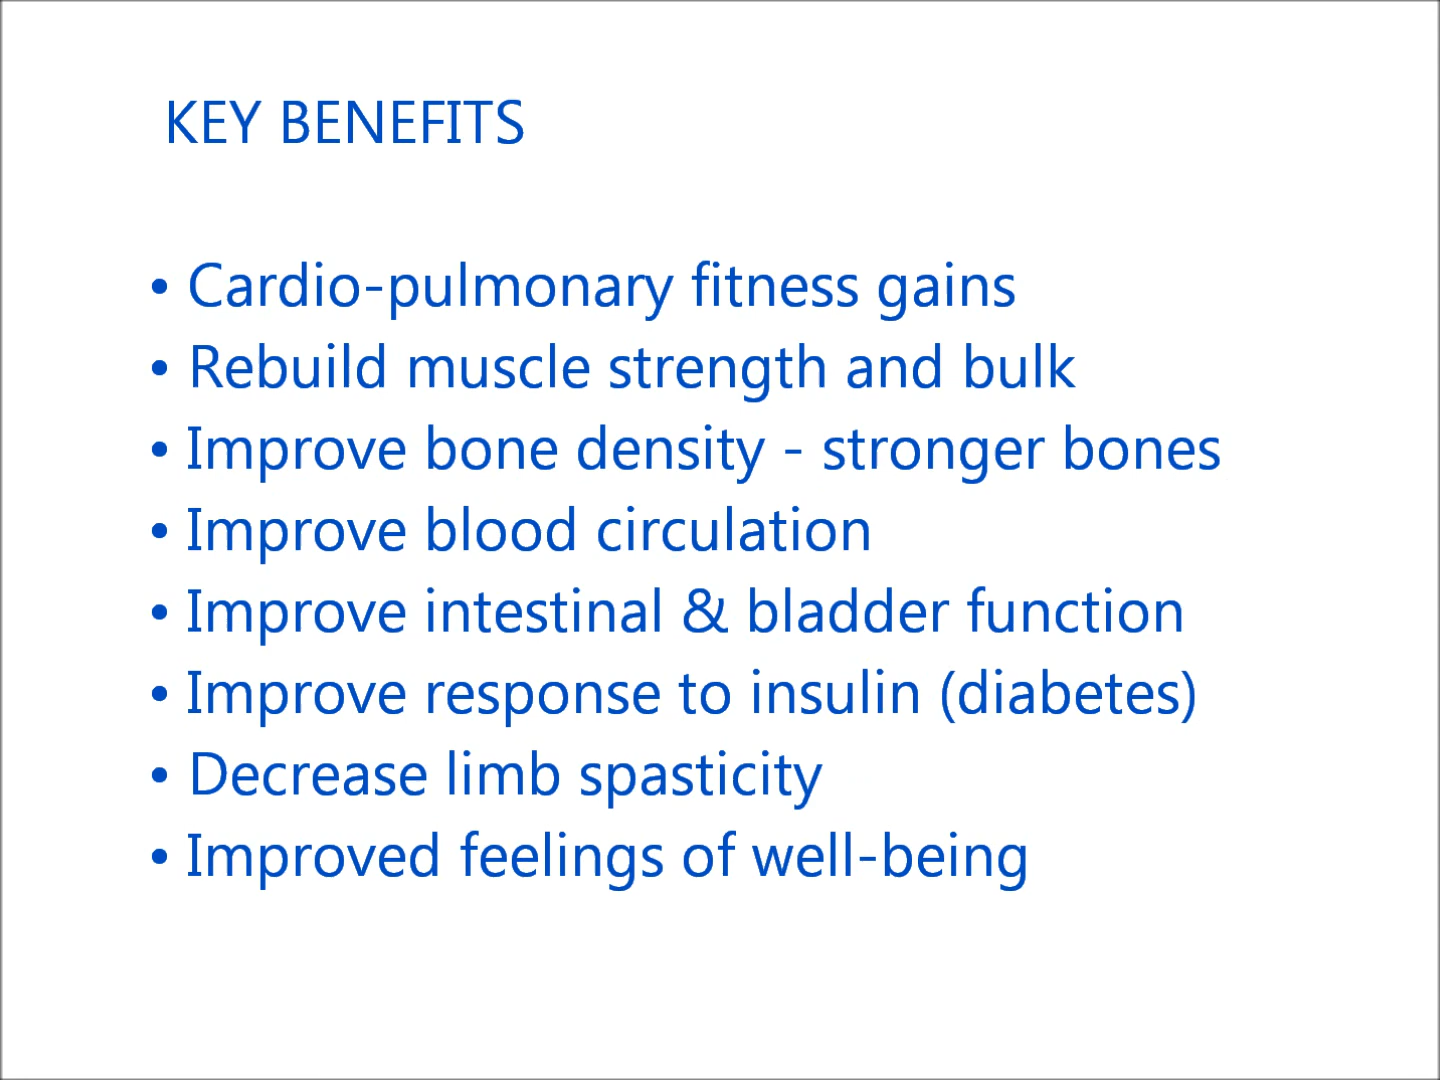 KEY BENEFITS
• Cardio-pulmonary fitness gains
• Rebuild muscle strength and bulk
• Improve bone density - stronger bones
• Improve blood circulation
• Improve intestinal & bladder function
• Improve response to insulin (diabetes)
• Decrease limb spasticity
• Improved feelings of well-being